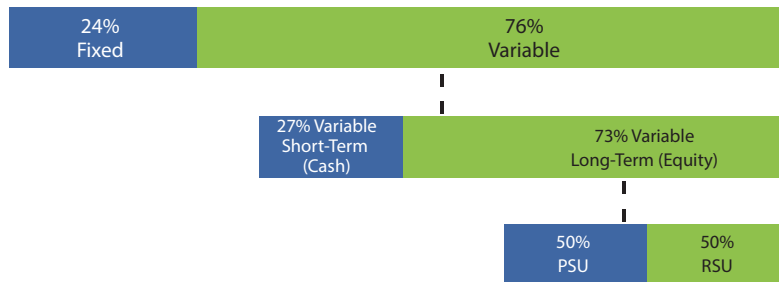 24%
Fixed
76%
Variable
27% Variable
Short-Term
(Cash)
73% Variable
Long-Term (Equity)
50%
PSU
50%
RSU